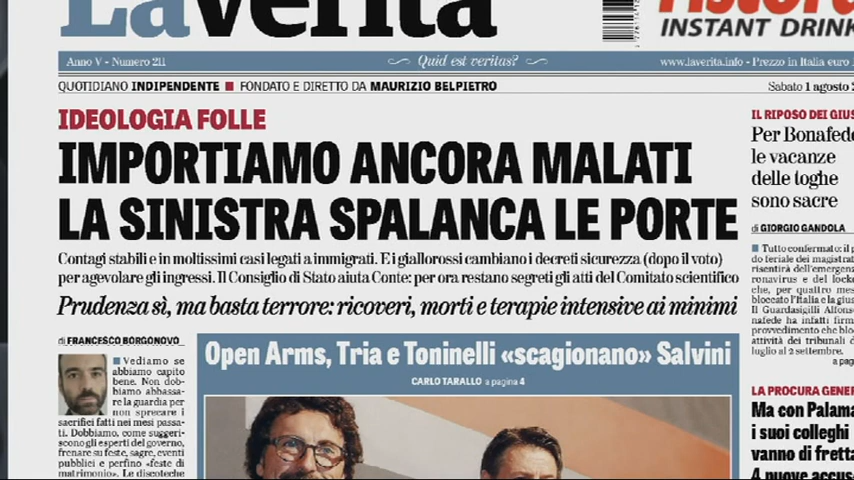 LaVerità
INSTANT DRINK
Anno V - Numero 211
Quid est veritas?
www.laverita.info - Prezzo in Italia euro
QUOTIDIANO INDIPENDENTE ■ FONDATO E DIRETTO DA MAURIZIO BELPIETRO
Sabato 1 agosto
IDEOLOGIA FOLLE
IMPORTIAMO ANCORA MALATI
LA SINISTRA SPALANCA LE PORTE
Contagi stabili e in moltissimi casi legati a immigrati. E i giallorossi cambiano i decreti sicurezza (dopo il voto)
per agevolare gli ingressi. Il Consiglio di Stato aiuta Conte: per ora restano segreti gli atti del Comitato scientifico
Prudenza sì, ma basta terrore: ricoveri, morti e terapie intensive ai minimi
di FRANCESCO BORGONOVO
■ Vediamo se
abbiamo capito
bene. Non dob-
biamo abbassa-
re la guardia per
non sprecare i
sacrifici fatti nei mesi passa-
ti. Dobbiamo, come suggeri-
scono gli esperti del governo,
frenare su feste, sagre, eventi
pubblici e perfino «feste di
matrimonio». Le discoteche
Open Arms, Tria e Toninelli «scagionano» Salvini
CARLO TARALLO a pagina 4
IL RIPOSO DEI GIUS
Per Bonafede
le vacanze
delle toghe
sono sacre
di GIORGIO GANDOLA
■ Tutto confermato: il p
do feriale dei magistrat
risentirà dell'emergen
ronavirus e del lockd
che, per quattro mes
bloccato l'Italia e la gius
Il Guardasigilli Alfons
nafede ha infatti firm
provvedimento che bloc
attività dei tribunali d
luglio al 2 settembre.
a pag
LA PROCURA GENER
Ma con Palama
i suoi colleghi
vanno di fretta
4 nuove accus